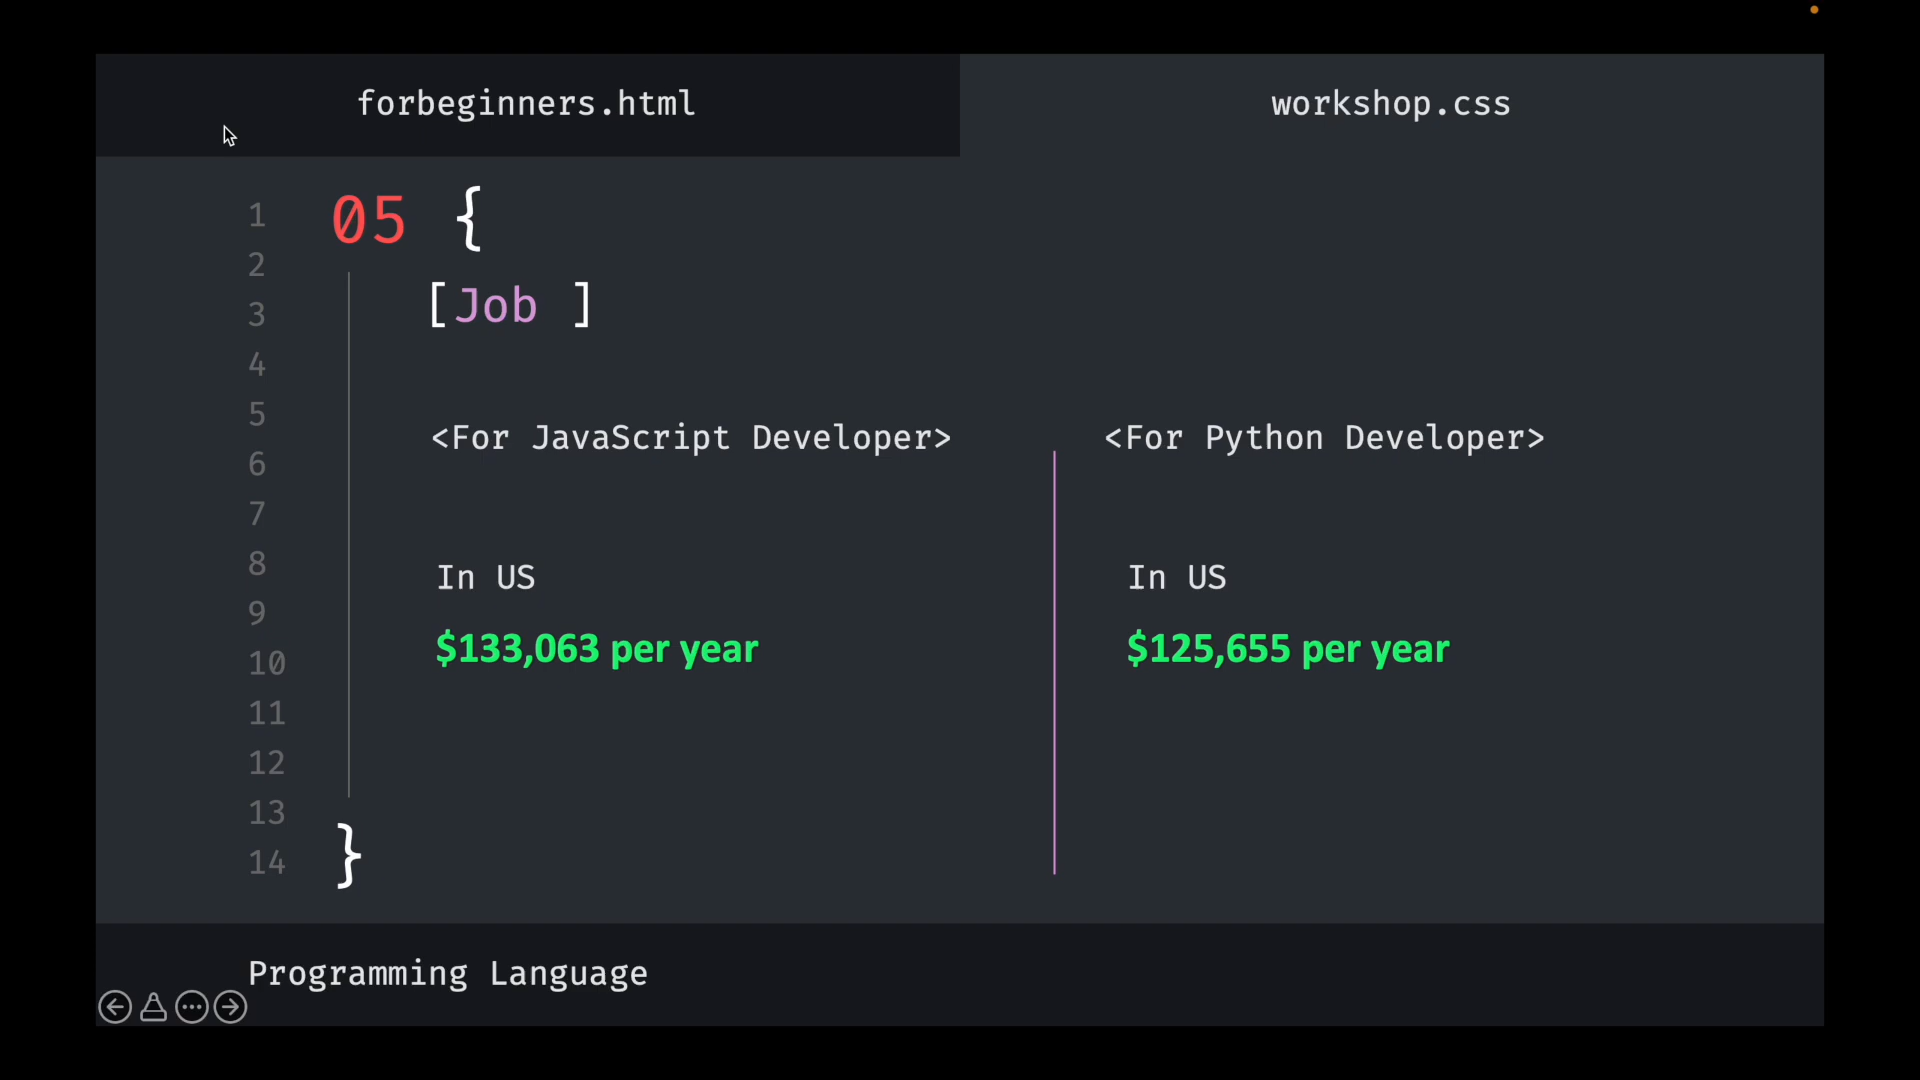 forbeginners.html
workshop.css
1
05 {
2
3
[Job ]
4
5
<For JavaScript Developer>
<For Python Developer>
6
7
8
In US
In US
9
$133,063 per year
$125,655 per year
10
11
12
13
14
}
Programming Language